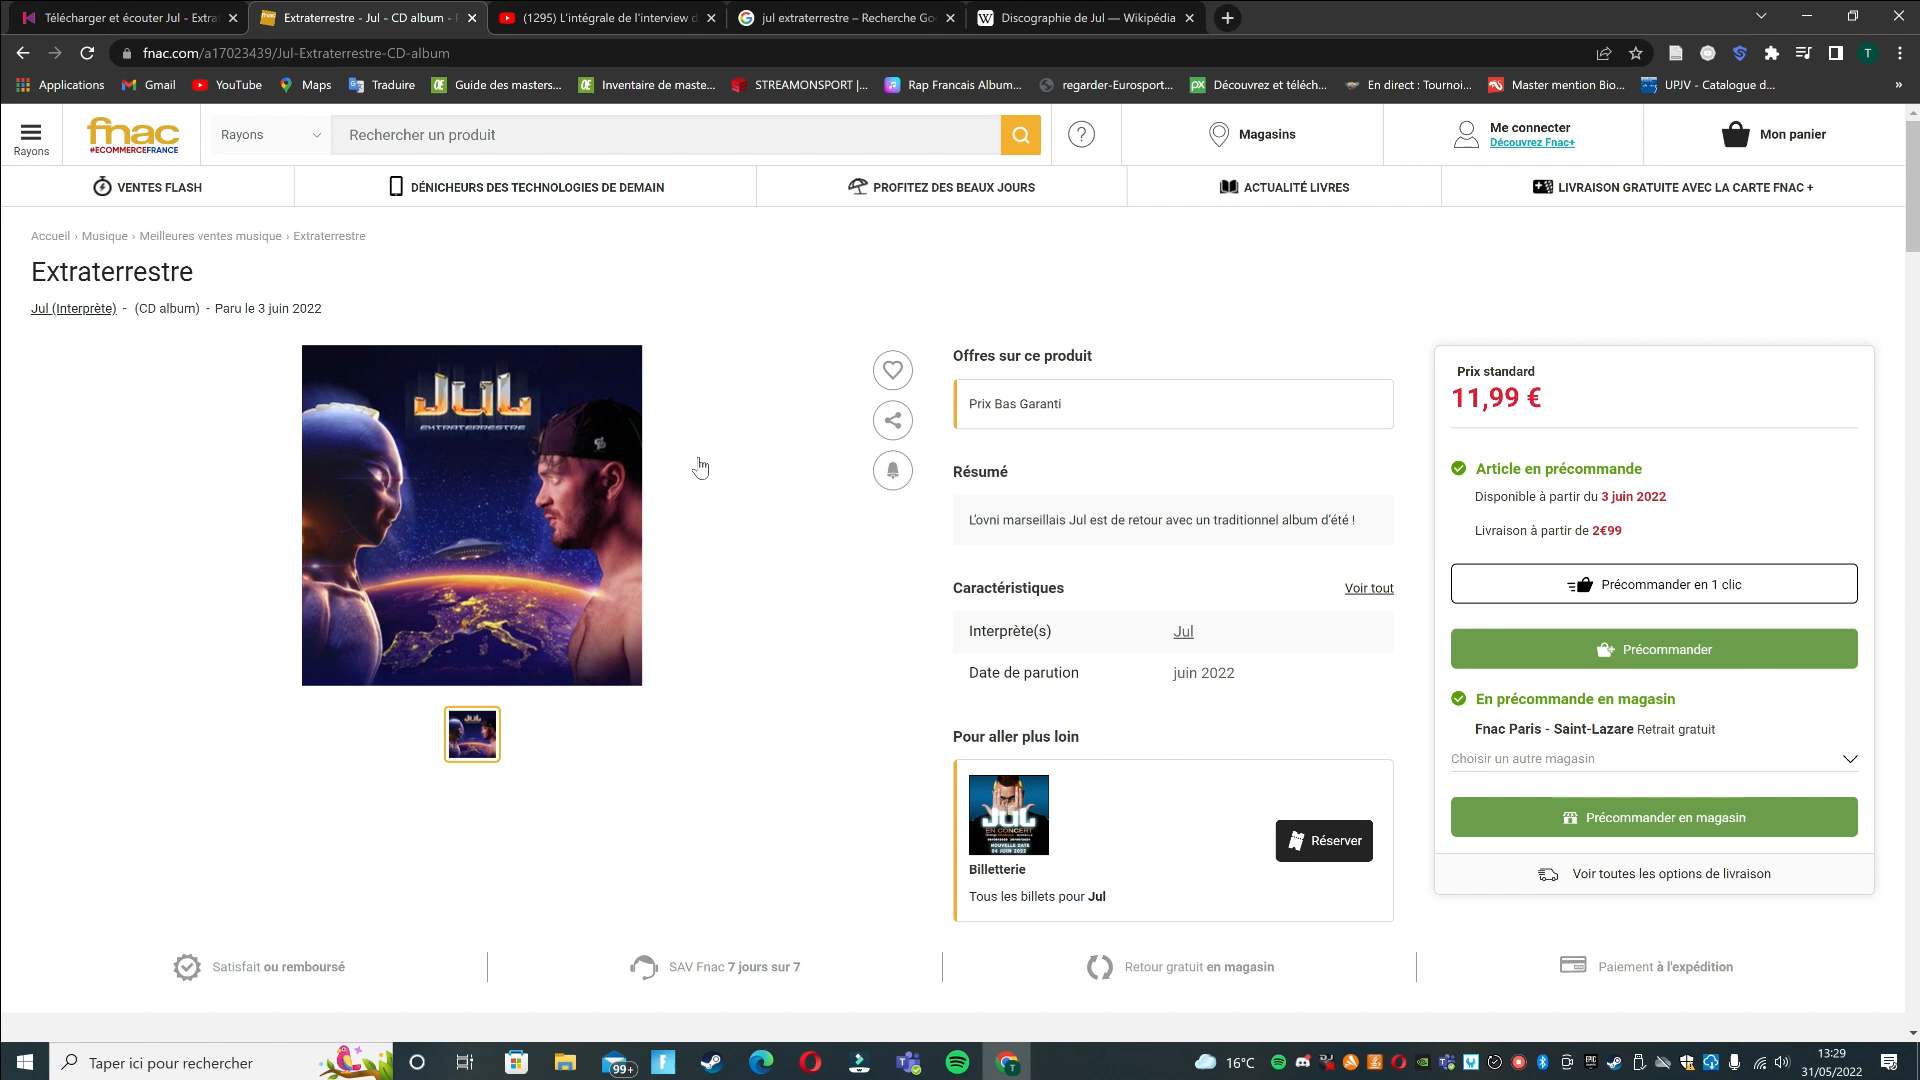 Télécharger et écouter Jul - Extra
Extraterrestre - Jul - CD album -
(1295) L'intégrale de l'interview d
jul extraterrestre – Recherche Go
Discographie de Jul — Wikipédia
fnac.com/a17023439/Jul-Extraterrestre-CD-album
T
Applications
Gmail
YouTube
Maps
Traduire
Guide des masters...
Inventaire de maste...
STREAMONSPORT |...
Rap Francais Album...
regarder-Eurosport...
Découvrez et téléch...
En direct : Tournoi...
Master mention Bio...
UPJV - Catalogue d...
»
Rayons
fnac
#ECOMMERCEFRANCE
Rayons
Rechercher un produit
?
Magasins
Me connecter
Découvrez Fnac+
Mon panier
VENTES FLASH
DÉNICHEURS DES TECHNOLOGIES DE DEMAIN
PROFITEZ DES BEAUX JOURS
ACTUALITÉ LIVRES
LIVRAISON GRATUITE AVEC LA CARTE FNAC +
Accueil › Musique › Meilleures ventes musique › Extraterrestre
Extraterrestre
Jul (Interprète) - (CD album) - Paru le 3 juin 2022
JUL
EXTRATERRESTRE
Offres sur ce produit
Prix Bas Garanti
Résumé
L'ovni marseillais Jul est de retour avec un traditionnel album d'été !
Caractéristiques
Voir tout
Interprète(s) Jul
Date de parution juin 2022
Pour aller plus loin
JUL
EN CONCERT
NOUVELLE DATE
04 JUIN 2022
Réserver
Billetterie
Tous les billets pour Jul
Prix standard
11,99 €
Article en précommande
Disponible à partir du 3 juin 2022
Livraison à partir de 2€99
Précommander en 1 clic
Précommander
En précommande en magasin
Fnac Paris - Saint-Lazare Retrait gratuit
Choisir un autre magasin
Précommander en magasin
Voir toutes les options de livraison
Satisfait ou remboursé
SAV Fnac 7 jours sur 7
Retour gratuit en magasin
Paiement à l'expédition
Taper ici pour rechercher
99+
16°C
13:29
31/05/2022